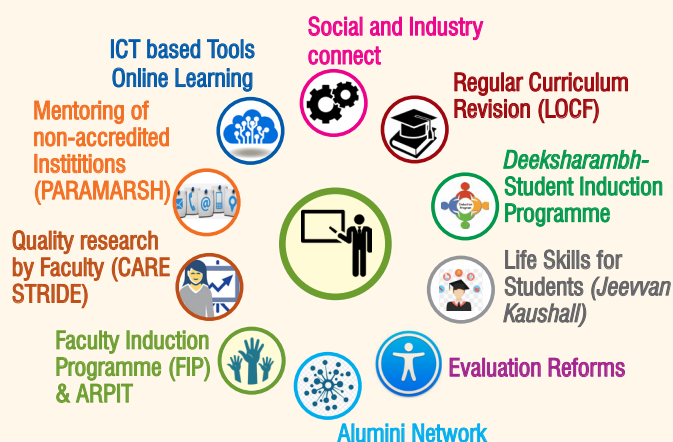 Social and Industry
connect
ICT based Tools
Online Learning
Regular Curriculum
Revision (LOCF)
Mentoring of
non-accredited
Instititions
(PARAMARSH)
Deeksharambh-
Student Induction
Programme
Quality research
by Faculty (CARE
STRIDE)
Life Skills for
Students (Jeevvan
Kaushall)
Faculty Induction
Programme (FIP)
& ARPIT
Evaluation Reforms
Alumini Network